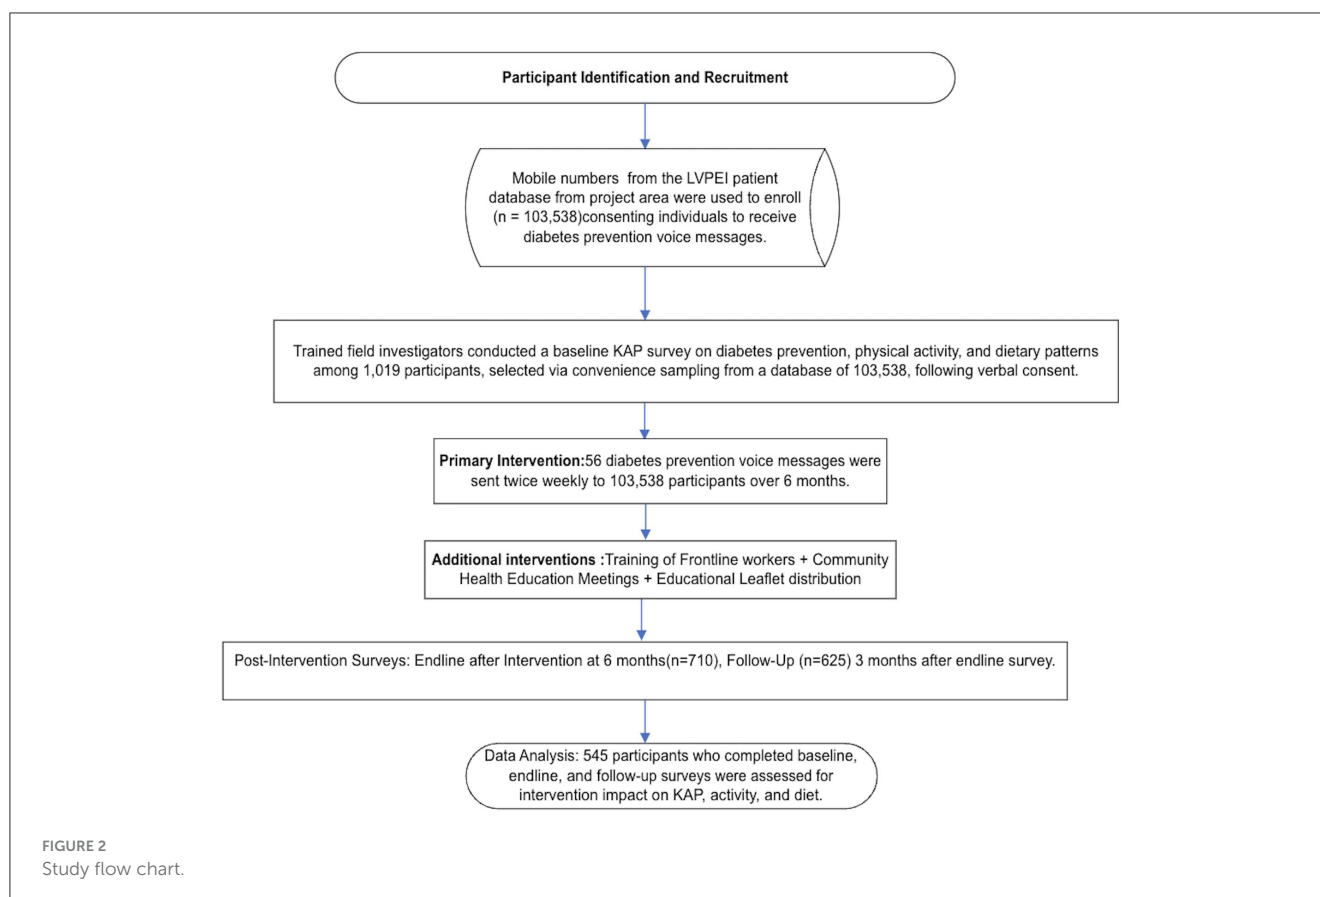 Participant Identification and Recruitment
Mobile numbers from the LVPEI patient
database from project area were used to enroll
(n = 103,538)consenting individuals to receive
diabetes prevention voice messages.
Trained field investigators conducted a baseline KAP survey on diabetes prevention, physical activity, and dietary patterns
among 1,019 participants, selected via convenience sampling from a database of 103,538, following verbal consent.
Primary Intervention:56 diabetes prevention voice messages were
sent twice weekly to 103,538 participants over 6 months.
Additional interventions :Training of Frontline workers + Community
Health Education Meetings + Educational Leaflet distribution
Post-Intervention Surveys: Endline after Intervention at 6 months(n=710), Follow-Up (n=625) 3 months after endline survey.
Data Analysis: 545 participants who completed baseline,
endline, and follow-up surveys were assessed for
intervention impact on KAP, activity, and diet.
FIGURE 2
Study flow chart.